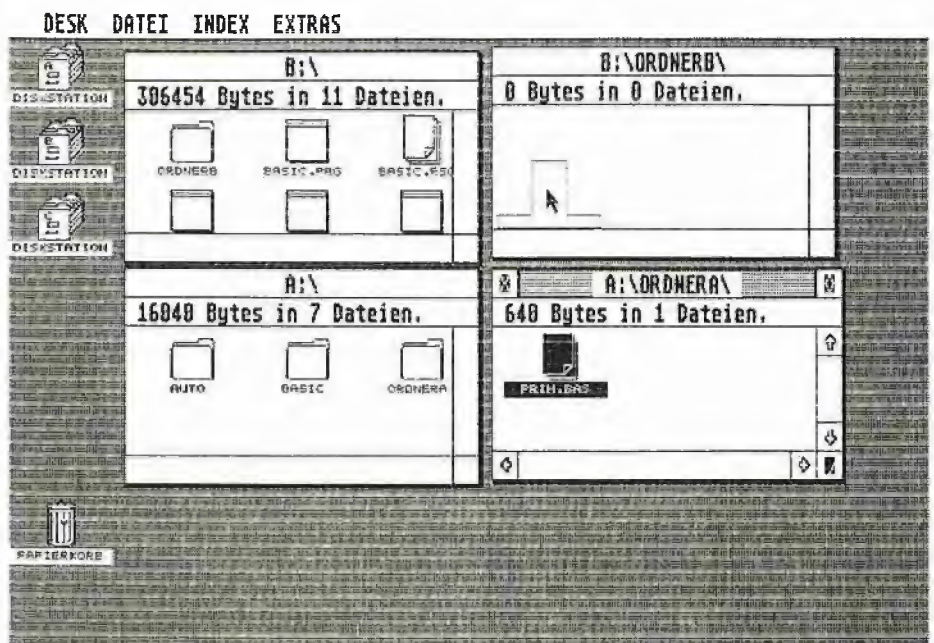 DESK DATEI INDEX EXTRAS
DISKSTATION
B:\
306454 Bytes in 11 Dateien.
ORDNERB BASIC.PRG BASIC.RSC
B:\ORDNERB\
0 Bytes in 0 Dateien.
DISKSTATION
DISKSTATION
A:\
16040 Bytes in 7 Dateien.
AUTO BASIC ORDNERA
A:\ORDNERA\
640 Bytes in 1 Dateien.
PRIM.BAS
PAPIERKORB